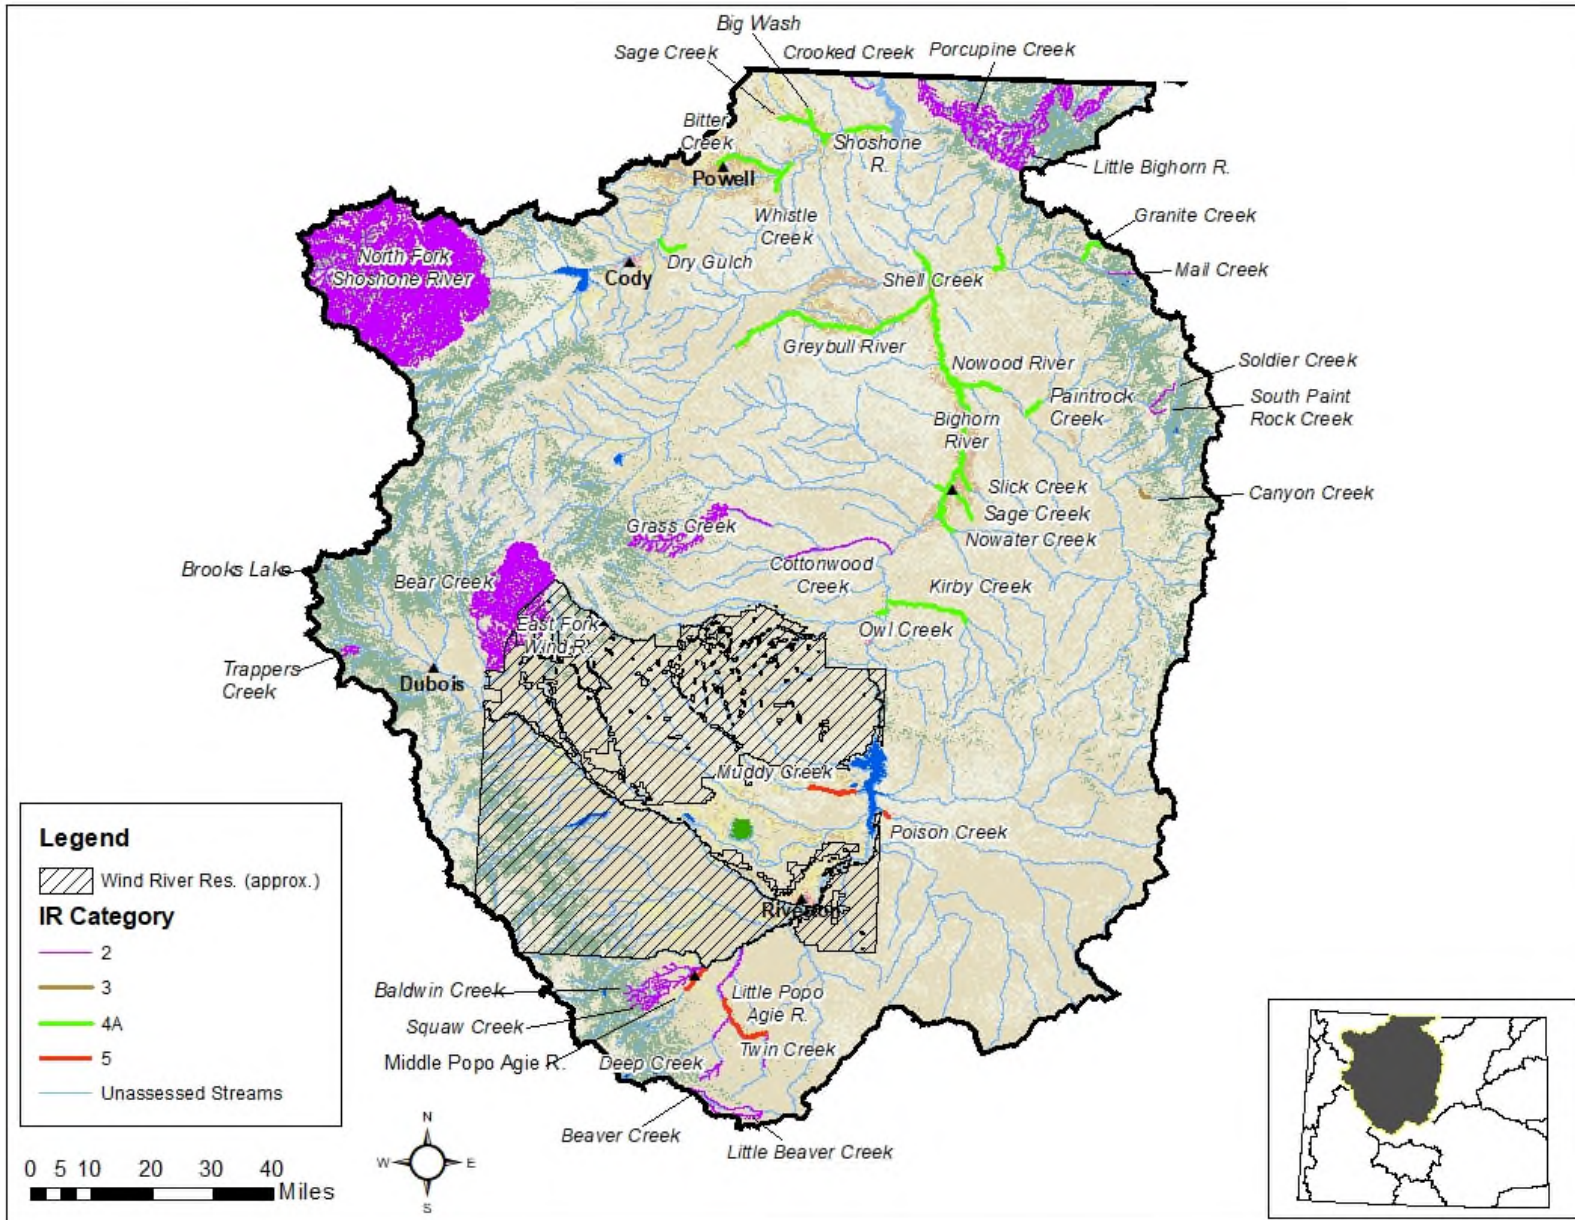 Big Wash
Sage Creek
Crooked Creek
Porcupine Creek
Bitter
Creek
Shoshone
R.
Powell
Little Bighorn R.
Whistle
Creek
Granite Creek
North Fork
Shoshone River
Dry Gulch
Cody
Shell Creek
Mail Creek
Greybull River
Nowood River
Soldier Creek
Paintrock
Creek
South Paint
Rock Creek
Bighorn
River
Slick Creek
Canyon Creek
Sage Creek
Grass Creek
Nowater Creek
Brooks Lake
Bear Creek
Cottonwood
Creek
Kirby Creek
East Fork
Wind R.
Owl Creek
Trappers
Creek
Dubois
Muddy Creek
Poison Creek
Riverton
Baldwin Creek
Little Popo
Agie R.
Squaw Creek
Twin Creek
Middle Popo Agie R.
Deep Creek
Beaver Creek
Little Beaver Creek
Legend
Wind River Res. (approx.)
IR Category
2
3
4A
5
Unassessed Streams
0 5 10 20 30 40
Miles
N
W E
S